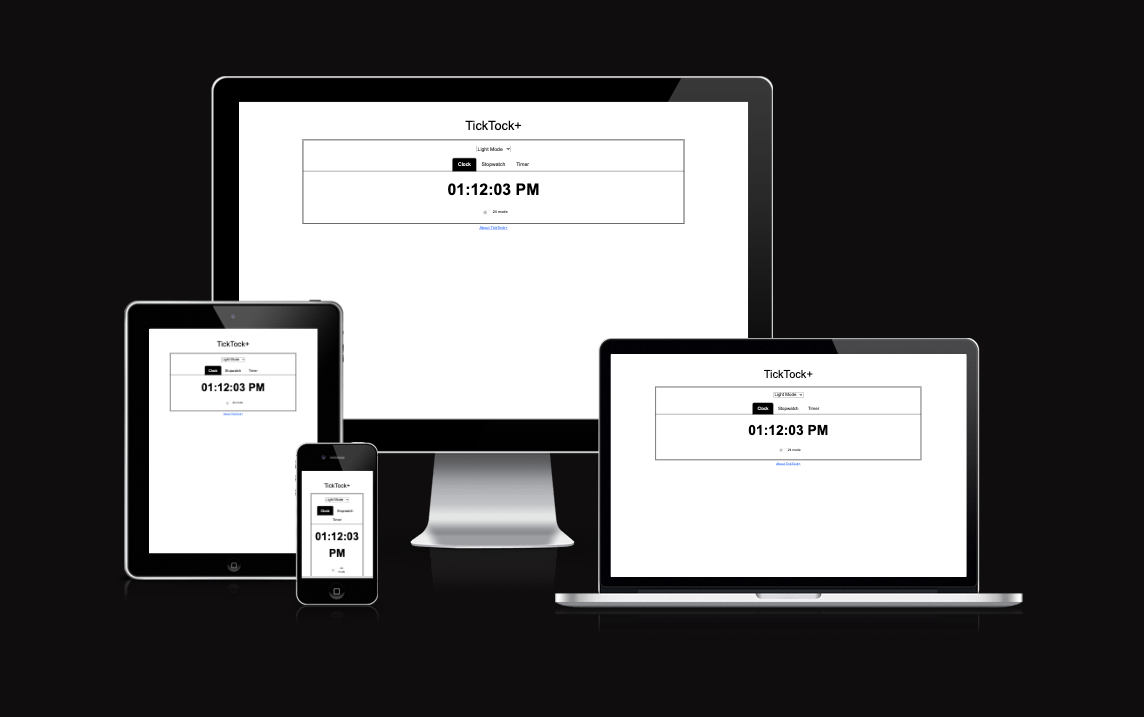 TickTock+
Light Mode
Clock Stopwatch Timer
01:12:03 PM
24 mode
About TickTock+
TickTock+
Light Mode
Clock Stopwatch Timer
01:12:03 PM
24 mode
About TickTock+
TickTock+
Light Mode
Clock Stopwatch
Timer
01:12:03
PM
24
mode
TickTock+
Light Mode
Clock Stopwatch Timer
01:12:03 PM
24 mode
About TickTock+